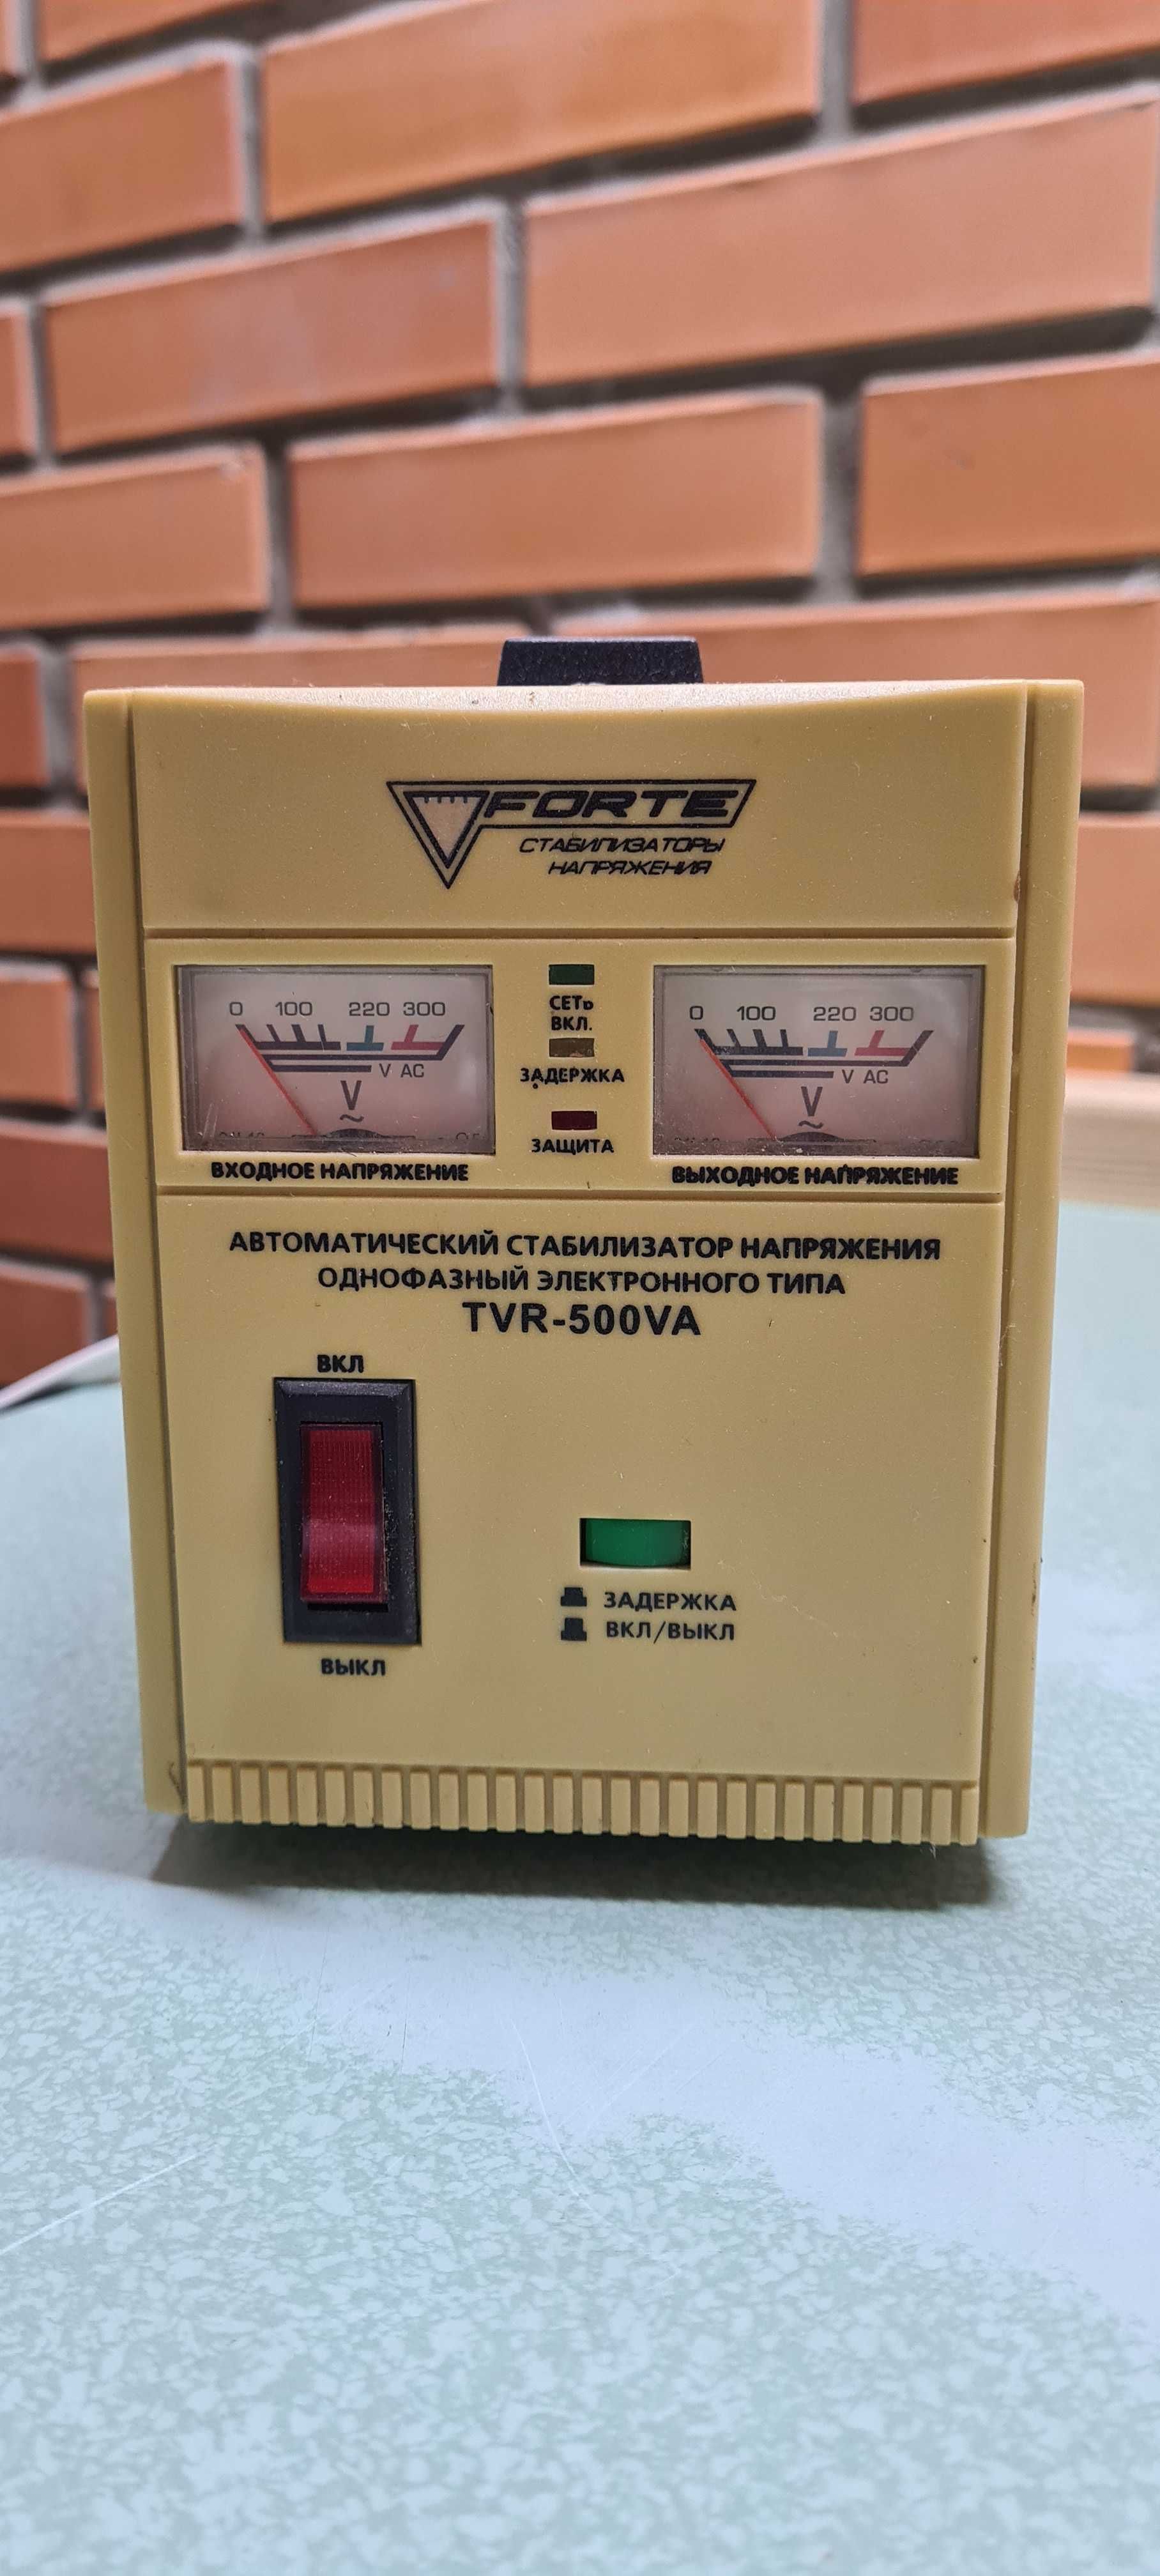 FORTE
СТАБИЛИЗАТОРЫ
НАПРЯЖЕНИЯ
0 100 220 300
V AC
V
~
ВХОДНОЕ НАПРЯЖЕНИЕ
СЕТЬ
ВКЛ.
ЗАДЕРЖКА
ЗАЩИТА
0 100 220 300
V AC
V
~
ВЫХОДНОЕ НАПРЯЖЕНИЕ
АВТОМАТИЧЕСКИЙ СТАБИЛИЗАТОР НАПРЯЖЕНИЯ
ОДНОФАЗНЫЙ ЭЛЕКТРОННОГО ТИПА
TVR-500VA
ВКЛ
ВЫКЛ
ЗАДЕРЖКА
ВКЛ/ВЫКЛ